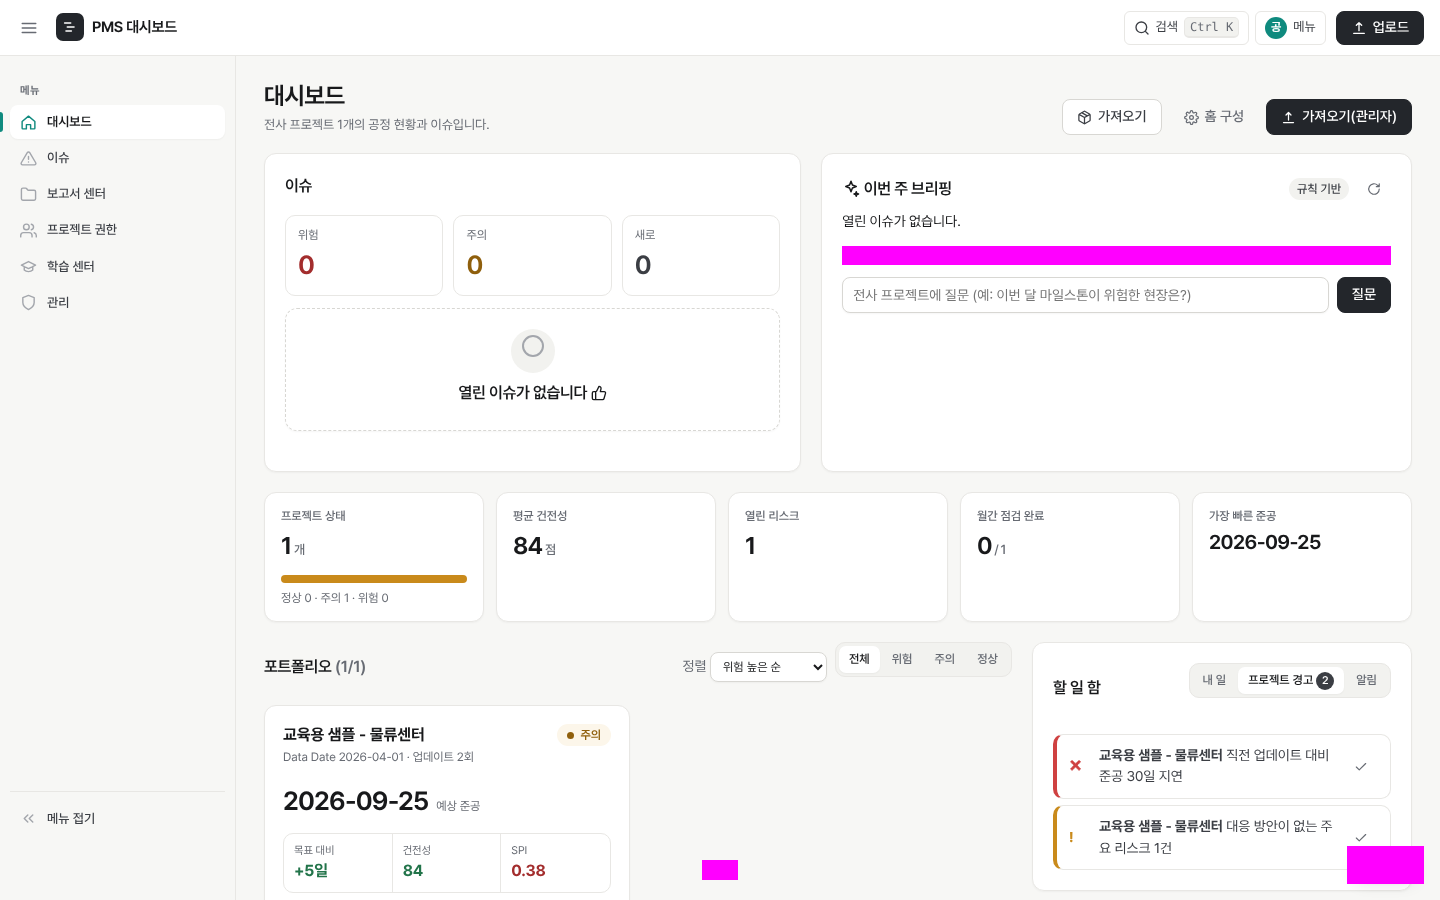 PMS 대시보드
검색 Ctrl K
공 메뉴
업로드
메뉴
대시보드
이슈
보고서 센터
프로젝트 권한
학습 센터
관리
메뉴 접기
대시보드
전사 프로젝트 1개의 공정 현황과 이슈입니다.
가져오기
홈 구성
가져오기(관리자)
이슈
위험
0
주의
0
새로
0
열린 이슈가 없습니다
이번 주 브리핑
규칙 기반
열린 이슈가 없습니다.
전사 프로젝트에 질문 (예: 이번 달 마일스톤이 위험한 현장은?)
질문
프로젝트 상태
1 개
정상 0 · 주의 1 · 위험 0
평균 건전성
84 점
열린 리스크
1
월간 점검 완료
0 / 1
가장 빠른 준공
2026-09-25
포트폴리오 (1/1)
정렬 위험 높은 순
전체 위험 주의 정상
교육용 샘플 - 물류센터
주의
Data Date 2026-04-01 · 업데이트 2회
2026-09-25 예상 준공
목표 대비
+5일
건전성
84
SPI
0.38
할 일 함
내 일 프로젝트 경고 2 알림
교육용 샘플 - 물류센터 직전 업데이트 대비
준공 30일 지연
! 교육용 샘플 - 물류센터 대응 방안이 없는 주
요 리스크 1건